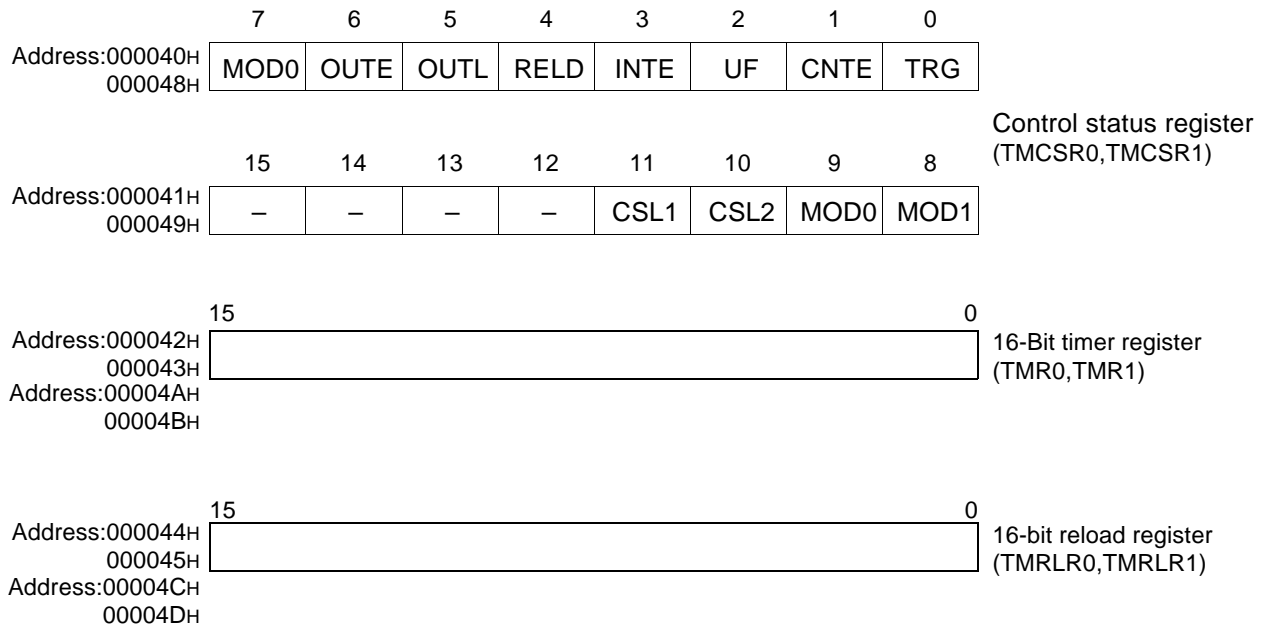 7 6 5 4 3 2 1 0
Address:000040H
000048H
MOD0 OUTE OUTL RELD INTE UF CNTE TRG
Control status register
(TMCSR0,TMCSR1)
15 14 13 12 11 10 9 8
Address:000041H
000049H
– – – – CSL1 CSL2 MOD0 MOD1
15 0
Address:000042H
000043H
Address:00004AH
00004BH
16-Bit timer register
(TMR0,TMR1)
15 0
Address:000044H
000045H
Address:00004CH
00004DH
16-bit reload register
(TMRLR0,TMRLR1)